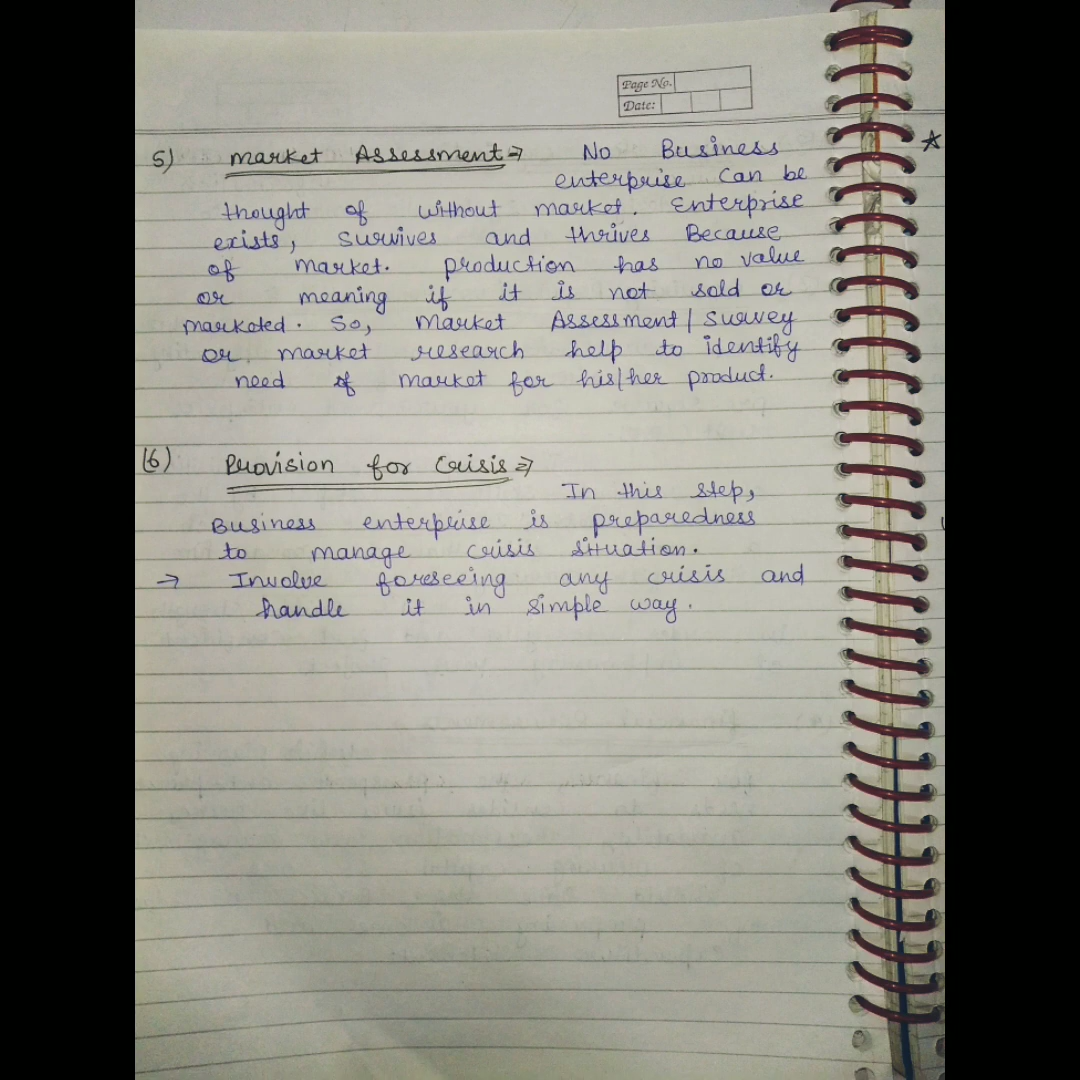 Page No.
Date:
5) Market Assessment ⇒ No Business
enterprise can be
thought of without market. Enterprise
exists, survives and thrives Because
of market. production has no value
or meaning if it is not sold or
marketed. So, Market Assessment / Survey
or market research help to identify
need of market for his/her product.
(6) Provision for Crisis ⇒
In this step,
Business enterprise is preparedness
to manage crisis situation.
→ Involve foreseeing any crisis and
handle it in simple way.